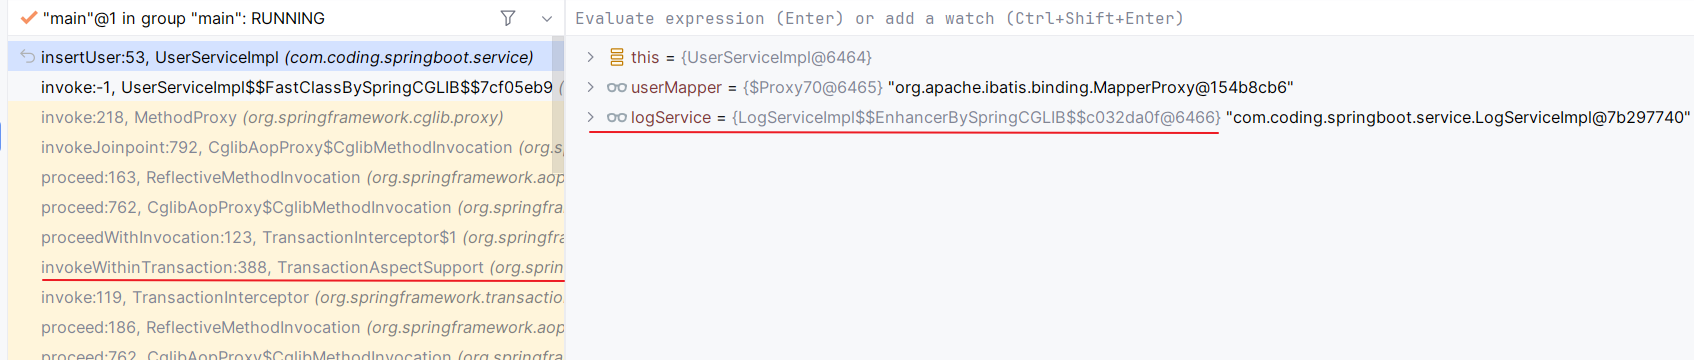 "main"@1 in group "main": RUNNING
insertUser:53, UserServiceImpl (com.coding.springboot.service)
invoke:-1, UserServiceImpl$$FastClassBySpringCGLIB$$7cf05eb9 (
invoke:218, MethodProxy (org.springframework.cglib.proxy)
invokeJoinpoint:792, CglibAopProxy$CglibMethodInvocation (org.s
proceed:163, ReflectiveMethodInvocation (org.springframework.aop
proceed:762, CglibAopProxy$CglibMethodInvocation (org.springfra
proceedWithInvocation:123, TransactionInterceptor$1 (org.springfra
invokeWithinTransaction:388, TransactionAspectSupport (org.sprin
invoke:119, TransactionInterceptor (org.springframework.transactio
proceed:186, ReflectiveMethodInvocation (org.springframework.aop
proceed:762, CglibAopProxy$CglibMethodInvocation (org.springfra
Evaluate expression (Enter) or add a watch (Ctrl+Shift+Enter)
this = {UserServiceImpl@6464}
userMapper = {$Proxy70@6465} "org.apache.ibatis.binding.MapperProxy@154b8cb6"
logService = {LogServiceImpl$$EnhancerBySpringCGLIB$$c032da0f@6466} "com.coding.springboot.service.LogServiceImpl@7b297740"